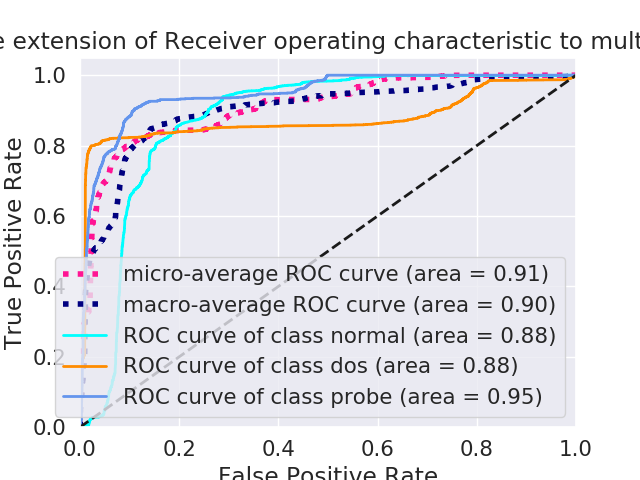 e extension of Receiver operating characteristic to mult
1.0
0.8
0.6
0.4
0.2
0.0
True Positive Rate
micro-average ROC curve (area = 0.91)
macro-average ROC curve (area = 0.90)
ROC curve of class normal (area = 0.88)
ROC curve of class dos (area = 0.88)
ROC curve of class probe (area = 0.95)
0.0 0.2 0.4 0.6 0.8 1.0
False Positive Rate